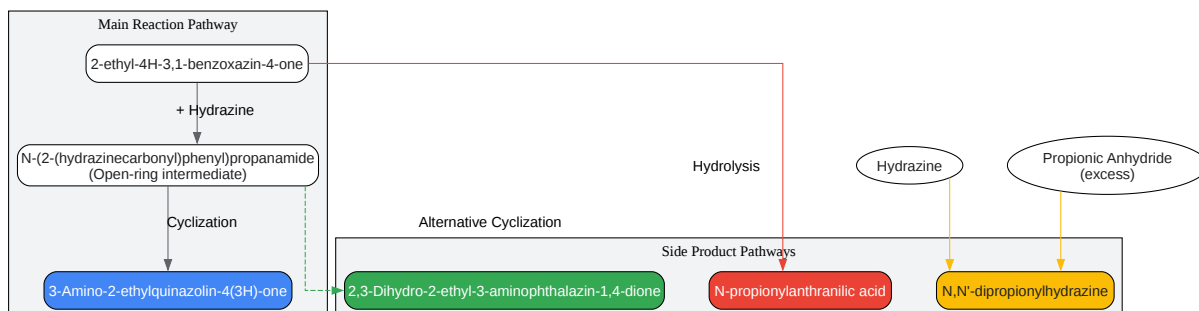 Main Reaction Pathway
2-ethyl-4H-3,1-benzoxazin-4-one
+ Hydrazine
N-(2-(hydrazinecarbonyl)phenyl)propanamide
(Open-ring intermediate)
Hydrolysis
Hydrazine
Propionic Anhydride
(excess)
Cyclization
Alternative Cyclization
Side Product Pathways
3-Amino-2-ethylquinazolin-4(3H)-one
2,3-Dihydro-2-ethyl-3-aminophthalazin-1,4-dione
N-propionylanthranilic acid
N,N'-dipropionylhydrazine